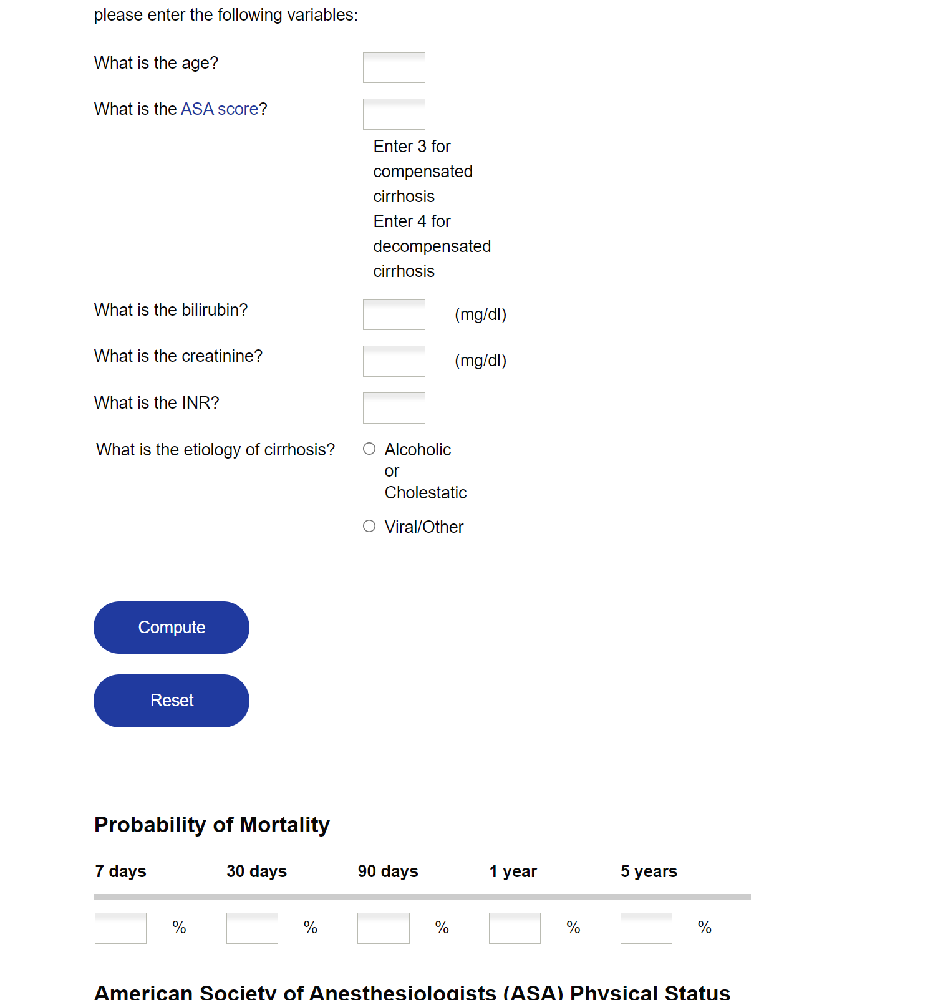 please enter the following variables:
What is the age?
What is the ASA score?
Enter 3 for
compensated
cirrhosis
Enter 4 for
decompensated
cirrhosis
What is the bilirubin? (mg/dl)
What is the creatinine? (mg/dl)
What is the INR?
What is the etiology of cirrhosis? Alcoholic
or
Cholestatic
Viral/Other
Compute
Reset
Probability of Mortality
7 days 30 days 90 days 1 year 5 years
% % % % %
American Society of Anesthesiologists (ASA) Physical Status